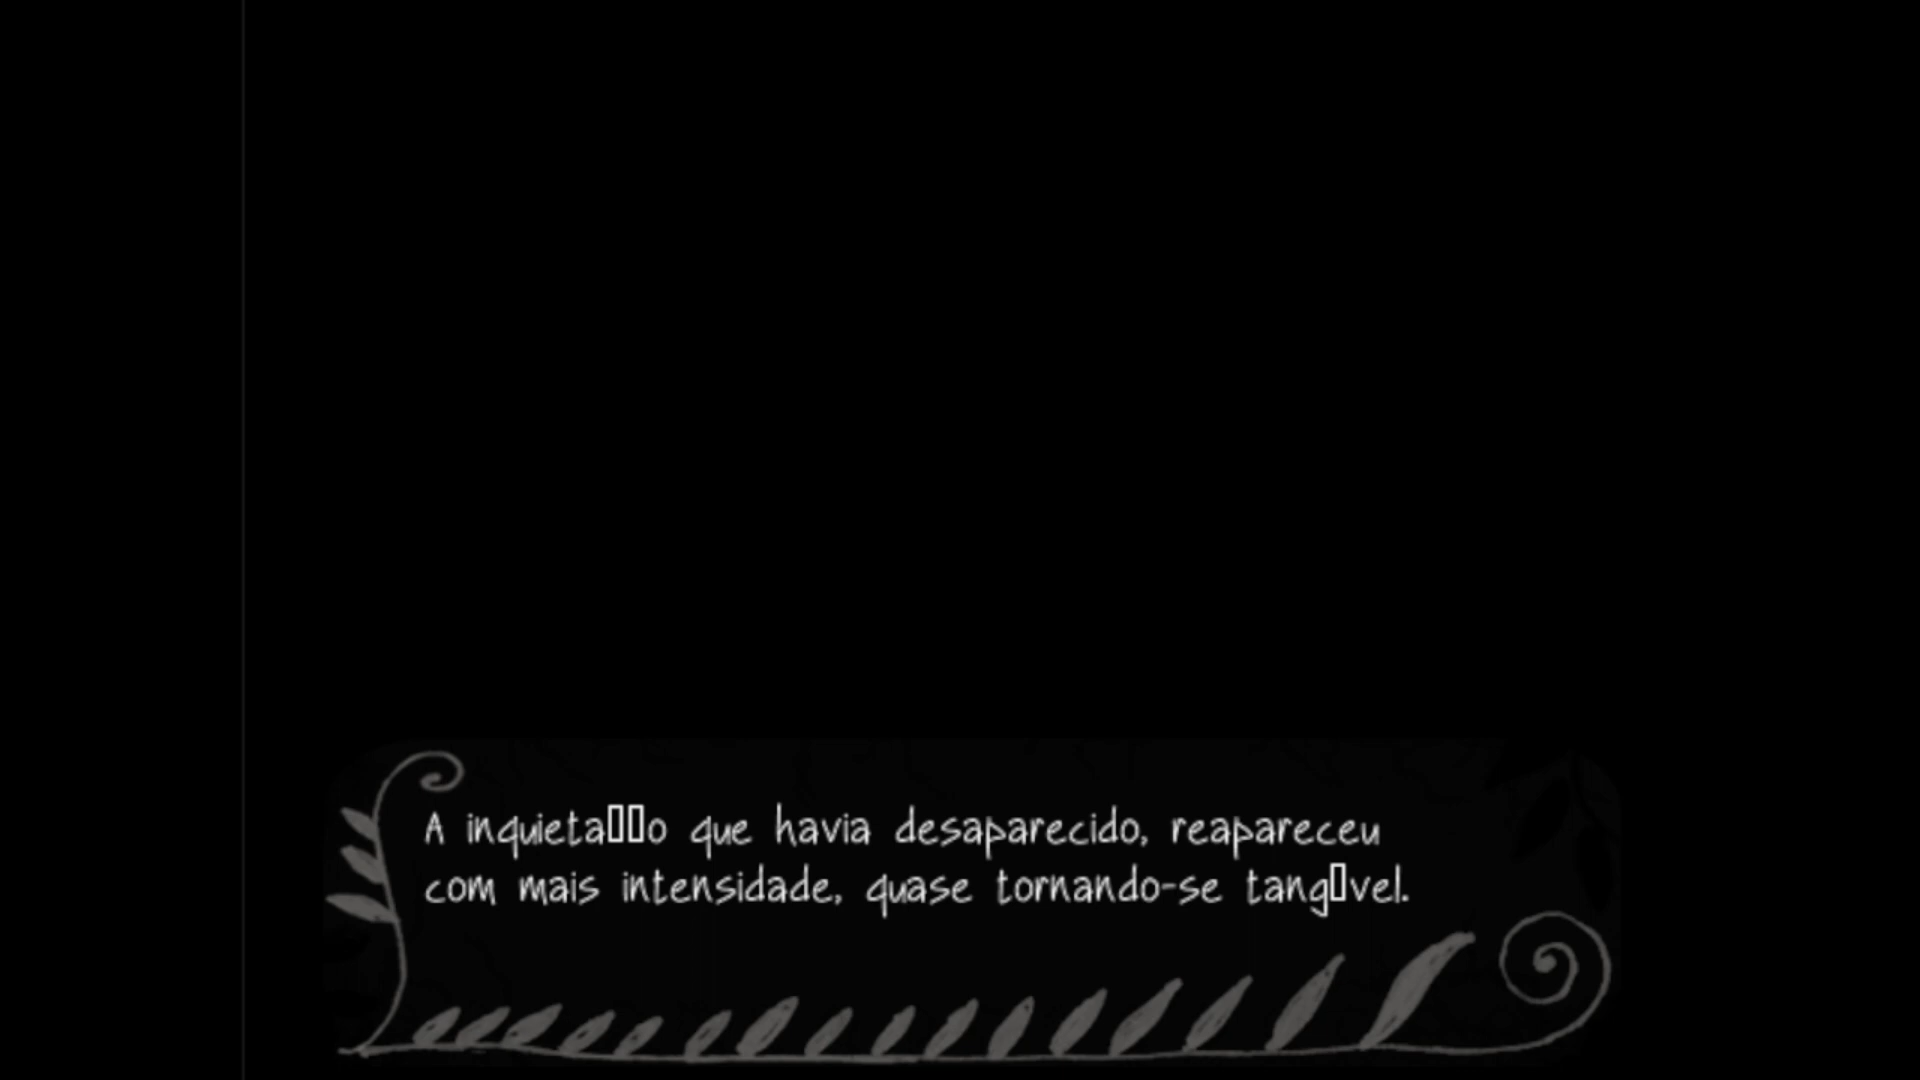 A inquieta▯▯o que havia desaparecido, reapareceu
com mais intensidade, quase tornando-se tang▯vel.